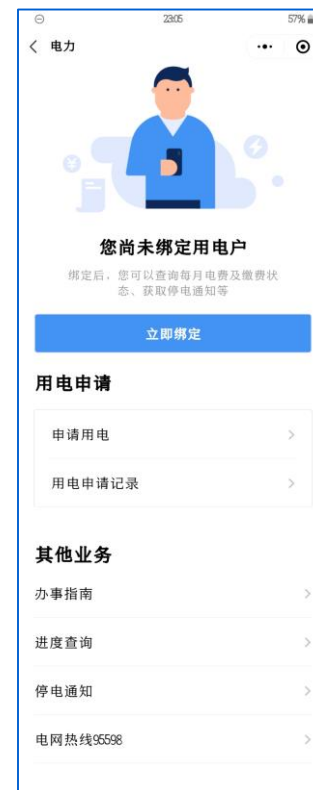 23:05
57%
电力
¥
您尚未绑定用电户
绑定后，您可以查询每月电费及缴费状
态、获取停电通知等
立即绑定
用电申请
申请用电
用电申请记录
其他业务
办事指南
进度查询
停电通知
电网热线95598